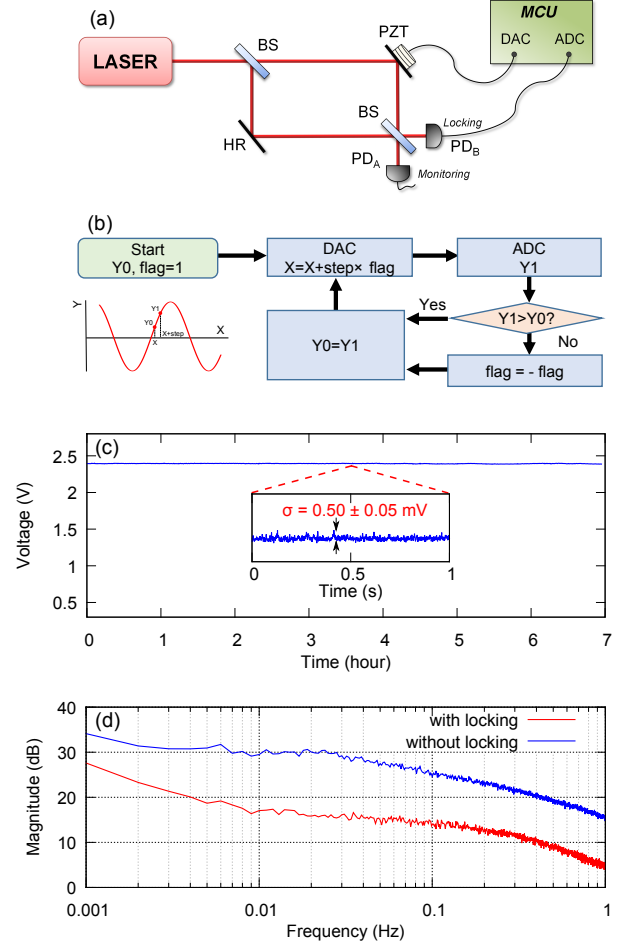 (a)
LASER
BS
PZT
MCU
DAC
ADC
BS
Locking
HR
PD_A
PD_B
Monitoring
(b)
Start
Y0, flag=1
DAC
X=X+step× flag
ADC
Y1
Y
Y1
Y0
X
X+step
X
Yes
Y1>Y0?
No
Y0=Y1
flag = - flag
(c)
Voltage (V)
2.5
2.0
1.5
1.0
0.5
σ = 0.50 ± 0.05 mV
0 0.5 1
Time (s)
0 1 2 3 4 5 6 7
Time (hour)
(d)
with locking
without locking
Magnitude (dB)
40
30
20
10
0
0.001 0.01 0.1 1
Frequency (Hz)